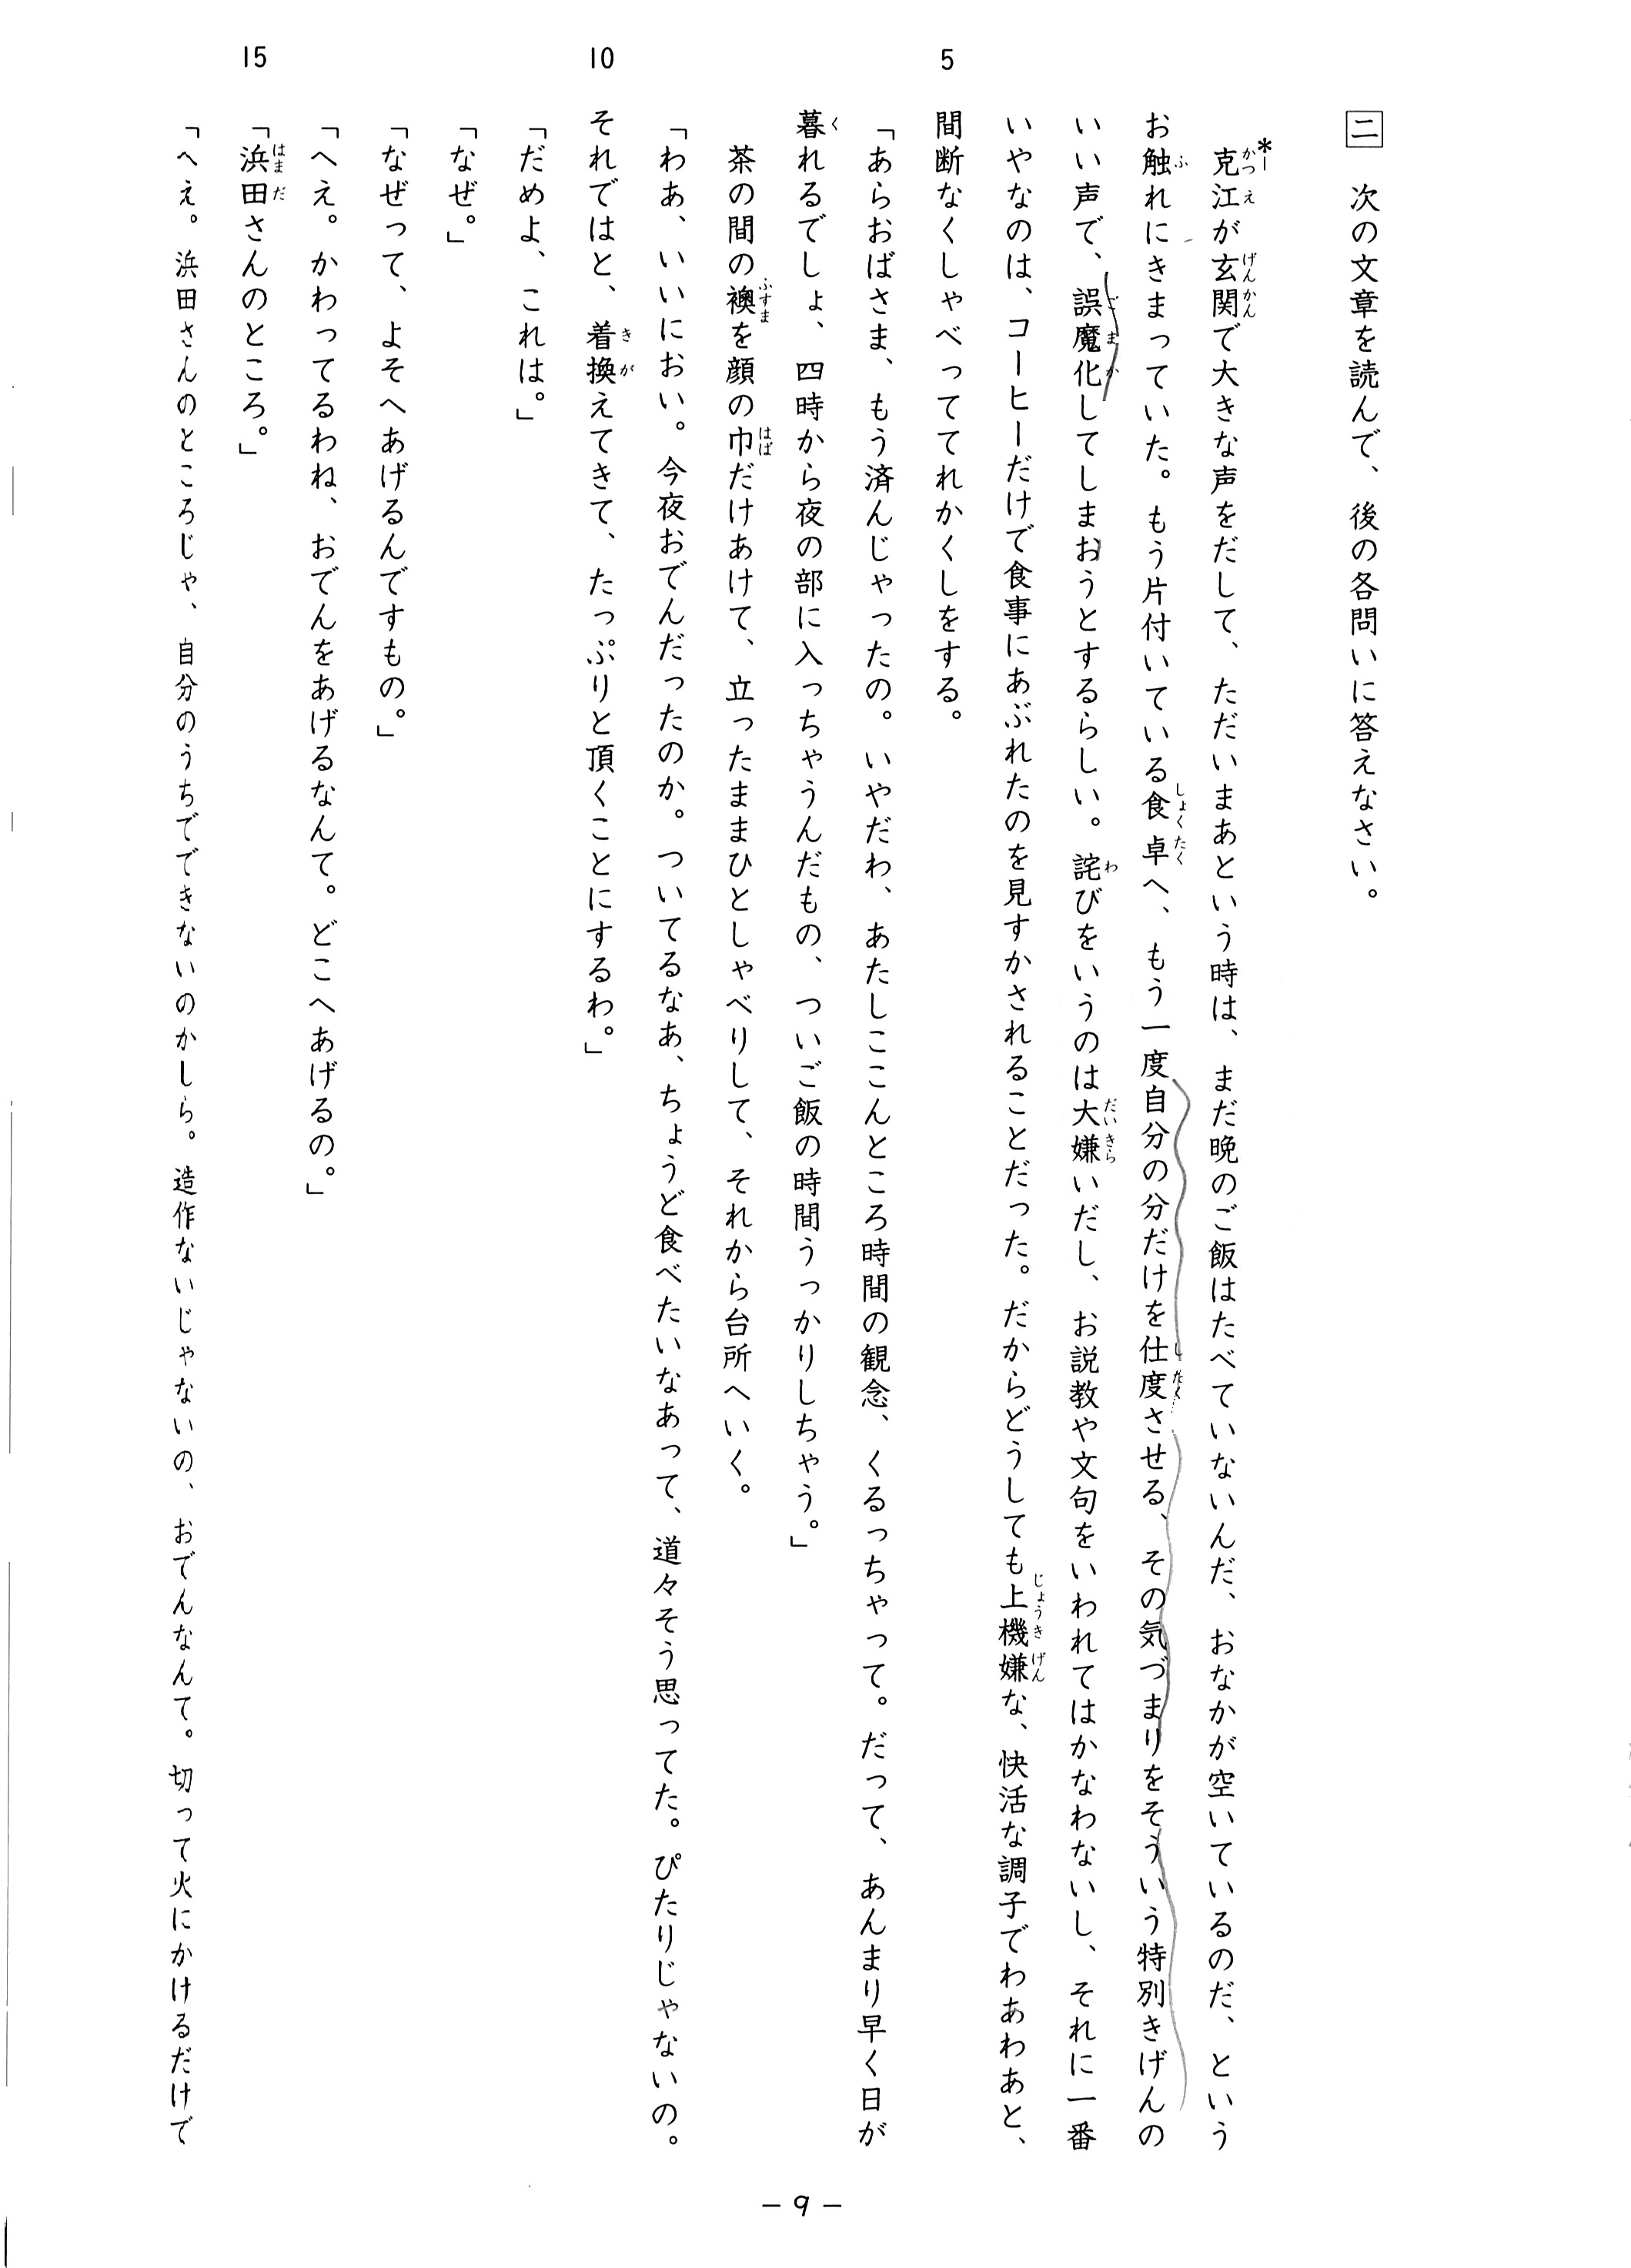 二　次の文章を読んで、後の各問いに答えなさい。
＊1克江が玄関で大きな声をだして、ただいまあという時は、まだ晩のご飯はたべていないんだ、おなかが空いているのだ、という
お触れにきまっていた。もう片付いている食卓へ、もう一度自分の分だけを仕度させる、その気づまりをそういう特別きげんの
いい声で、誤魔化してしまおうとするらしい。詫びをいうのは大嫌いだし、お説教や文句をいわれてはかなわないし、それに一番
いやなのは、コーヒーだけで食事にあぶれたのを見すかされることだった。だからどうしても上機嫌な、快活な調子でわあわあと、
5
間断なくしゃべっててれかくしをする。
「あらおばさま、もう済んじゃったの。いやだわ、あたしここんところ時間の観念、くるっちゃって。だって、あんまり早く日が
暮れるでしょ、四時から夜の部に入っちゃうんだもの、ついご飯の時間うっかりしちゃう。」
茶の間の襖を顔の巾だけあけて、立ったままひとしゃべりして、それから台所へいく。
「わあ、いいにおい。今夜おでんだったのか。ついてるなあ、ちょうど食べたいなあって、道々そう思ってた。ぴたりじゃないの。
10
それではと、着換えてきて、たっぷりと頂くことにするわ。」
「だめよ、これは。」
「なぜ。」
「なぜって、よそへあげるんですもの。」
「へえ。かわってるわね、おでんをあげるなんて。どこへあげるの。」
15
「浜田さんのところ。」
「へえ。浜田さんのところじゃ、自分のうちでできないのかしら。造作ないじゃないの、おでんなんて。切って火にかけるだけで
－9－